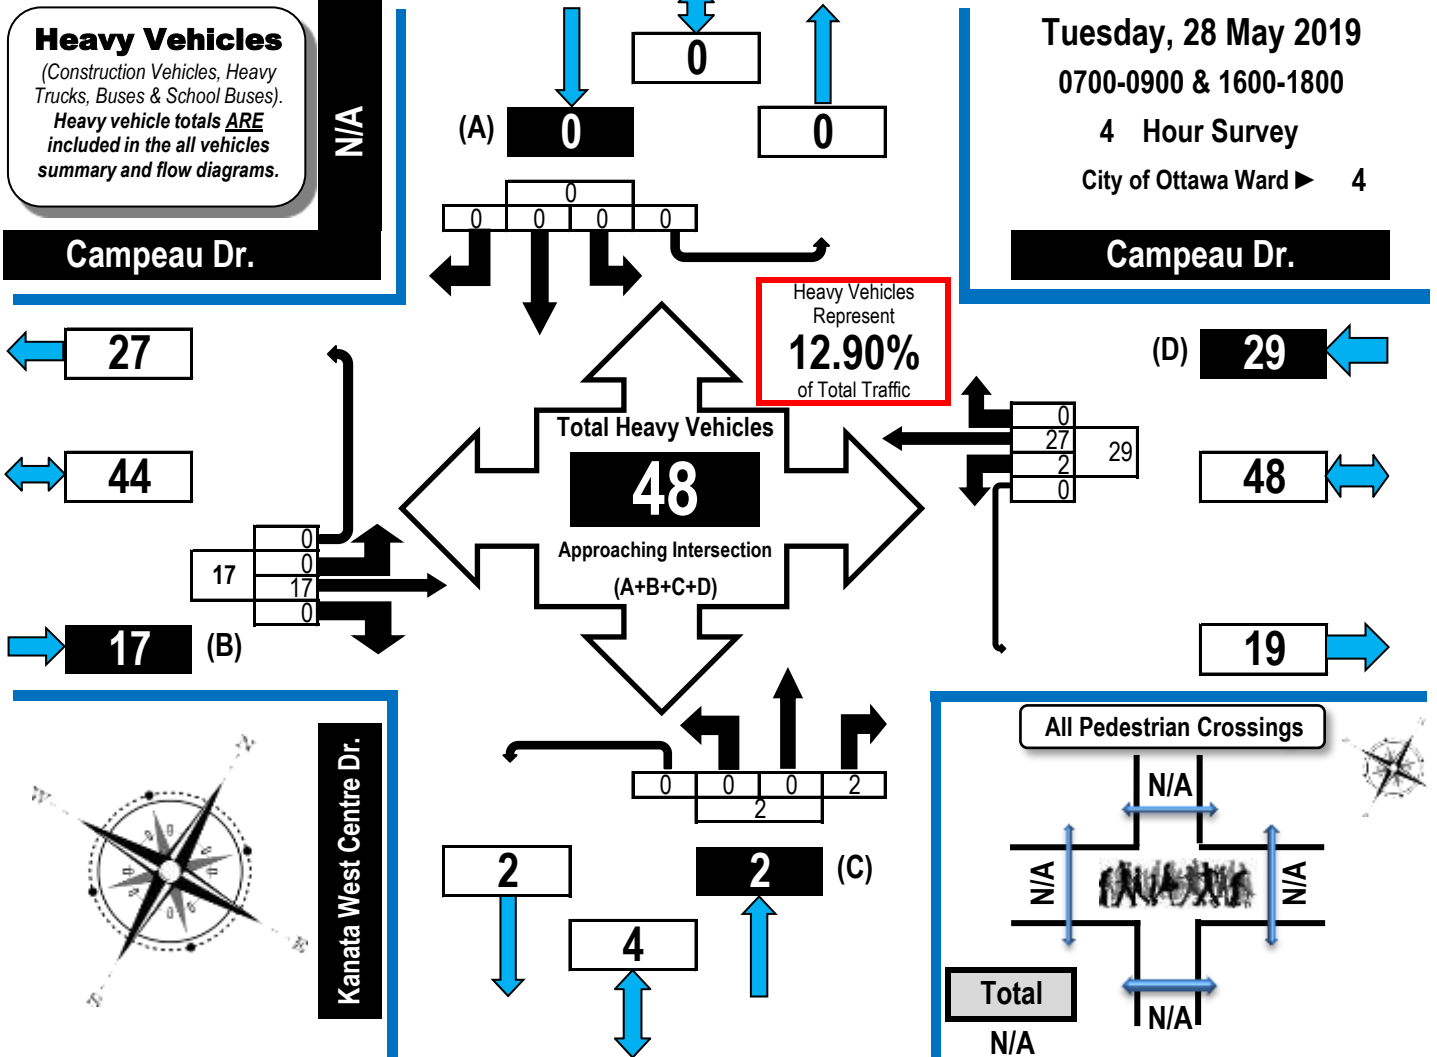 Heavy Vehicles
(Construction Vehicles, Heavy
Trucks, Buses & School Buses).
Heavy vehicle totals ARE
included in the all vehicles
summary and flow diagrams.
N/A
Campeau Dr.
(A)
0
0
0
0
0
0
0
0
Tuesday, 28 May 2019
0700-0900 & 1600-1800
4 Hour Survey
City of Ottawa Ward ► 4
Campeau Dr.
Heavy Vehicles
Represent
12.90%
of Total Traffic
27
44
0
0
17
0
17
17
(B)
Total Heavy Vehicles
48
Approaching Intersection
(A+B+C+D)
(D)
29
0
27
2
0
29
48
19
Kanata West Centre Dr.
N
W
E
0
0
0
2
2
2
2
(C)
4
All Pedestrian Crossings
N/A
N/A
N/A
N/A
Total
N/A